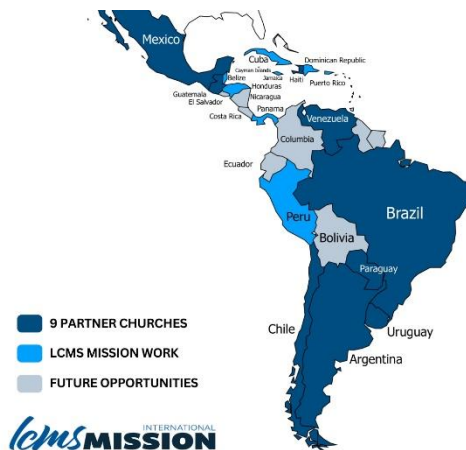 Mexico
Cuba
Dominican Republic
Cayman Islands
Jamaica
Haiti
Puerto Rico
Belize
Honduras
Guatemala
El Salvador
Nicaragua
Costa Rica
Panama
Venezuela
Columbia
Ecuador
Peru
Brazil
Bolivia
Paraguay
Chile
Uruguay
Argentina
9 PARTNER CHURCHES
LCMS MISSION WORK
FUTURE OPPORTUNITIES
INTERNATIONAL
lcms MISSION